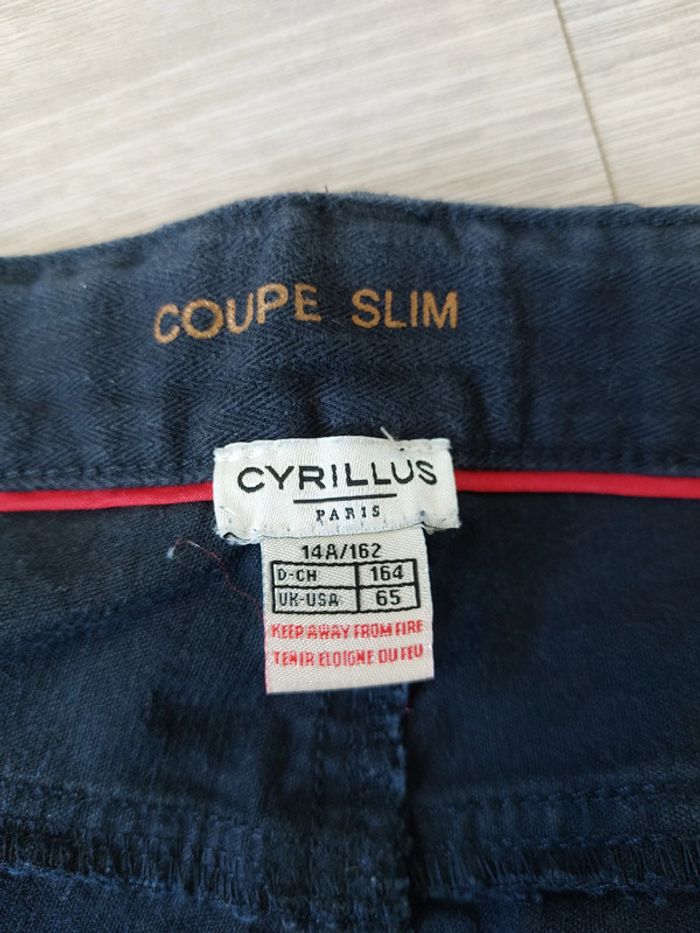 COUPE SLIM
CYRILLUS
PARIS
14A/162
D-CH 164
UK-USA 65
KEEP AWAY FROM FIRE
TENIR ELOIGNE DU FEU